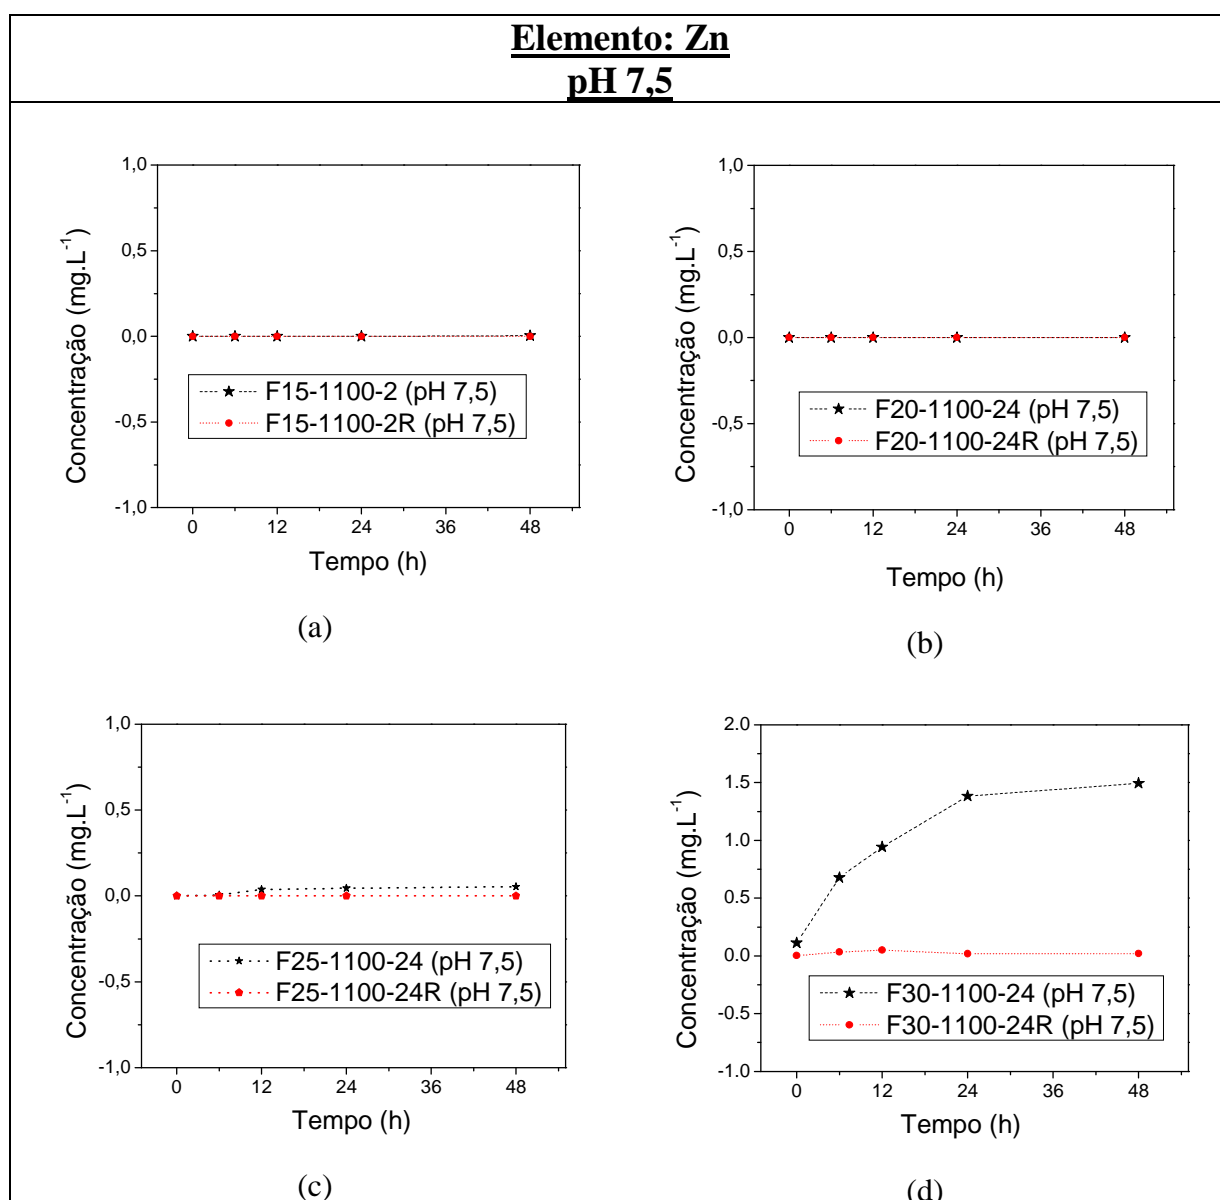 Elemento: Zn
pH 7,5
1,0
0,5
0,0
-0,5
-1,0
Concentração (mg.L⁻¹)
F15-1100-2 (pH 7,5)
F15-1100-2R (pH 7,5)
0 12 24 36 48
Tempo (h)
(a)
1,0
0,5
0,0
-0,5
-1,0
Concentração (mg.L⁻¹)
F20-1100-24 (pH 7,5)
F20-1100-24R (pH 7,5)
0 12 24 36 48
Tempo (h)
(b)
1,0
0,5
0,0
-0,5
-1,0
Concentração (mg.L⁻¹)
F25-1100-24 (pH 7,5)
F25-1100-24R (pH 7,5)
0 12 24 36 48
Tempo (h)
(c)
2.0
1.5
1.0
0.5
0.0
-0.5
-1.0
Concentração (mg.L⁻¹)
F30-1100-24 (pH 7,5)
F30-1100-24R (pH 7,5)
0 12 24 36 48
Tempo (h)
(d)